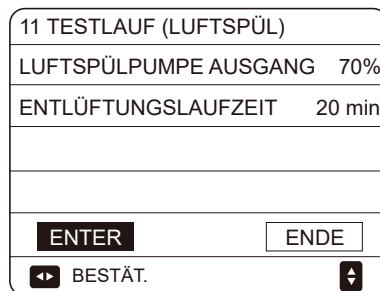 11 TESTLAUF (LUFTSPÜL)
LUFTSPÜLPUMPE AUSGANG 70%
ENTLÜFTUNGSLAUFZEIT 20 min
ENTER ENDE
BESTÄT.